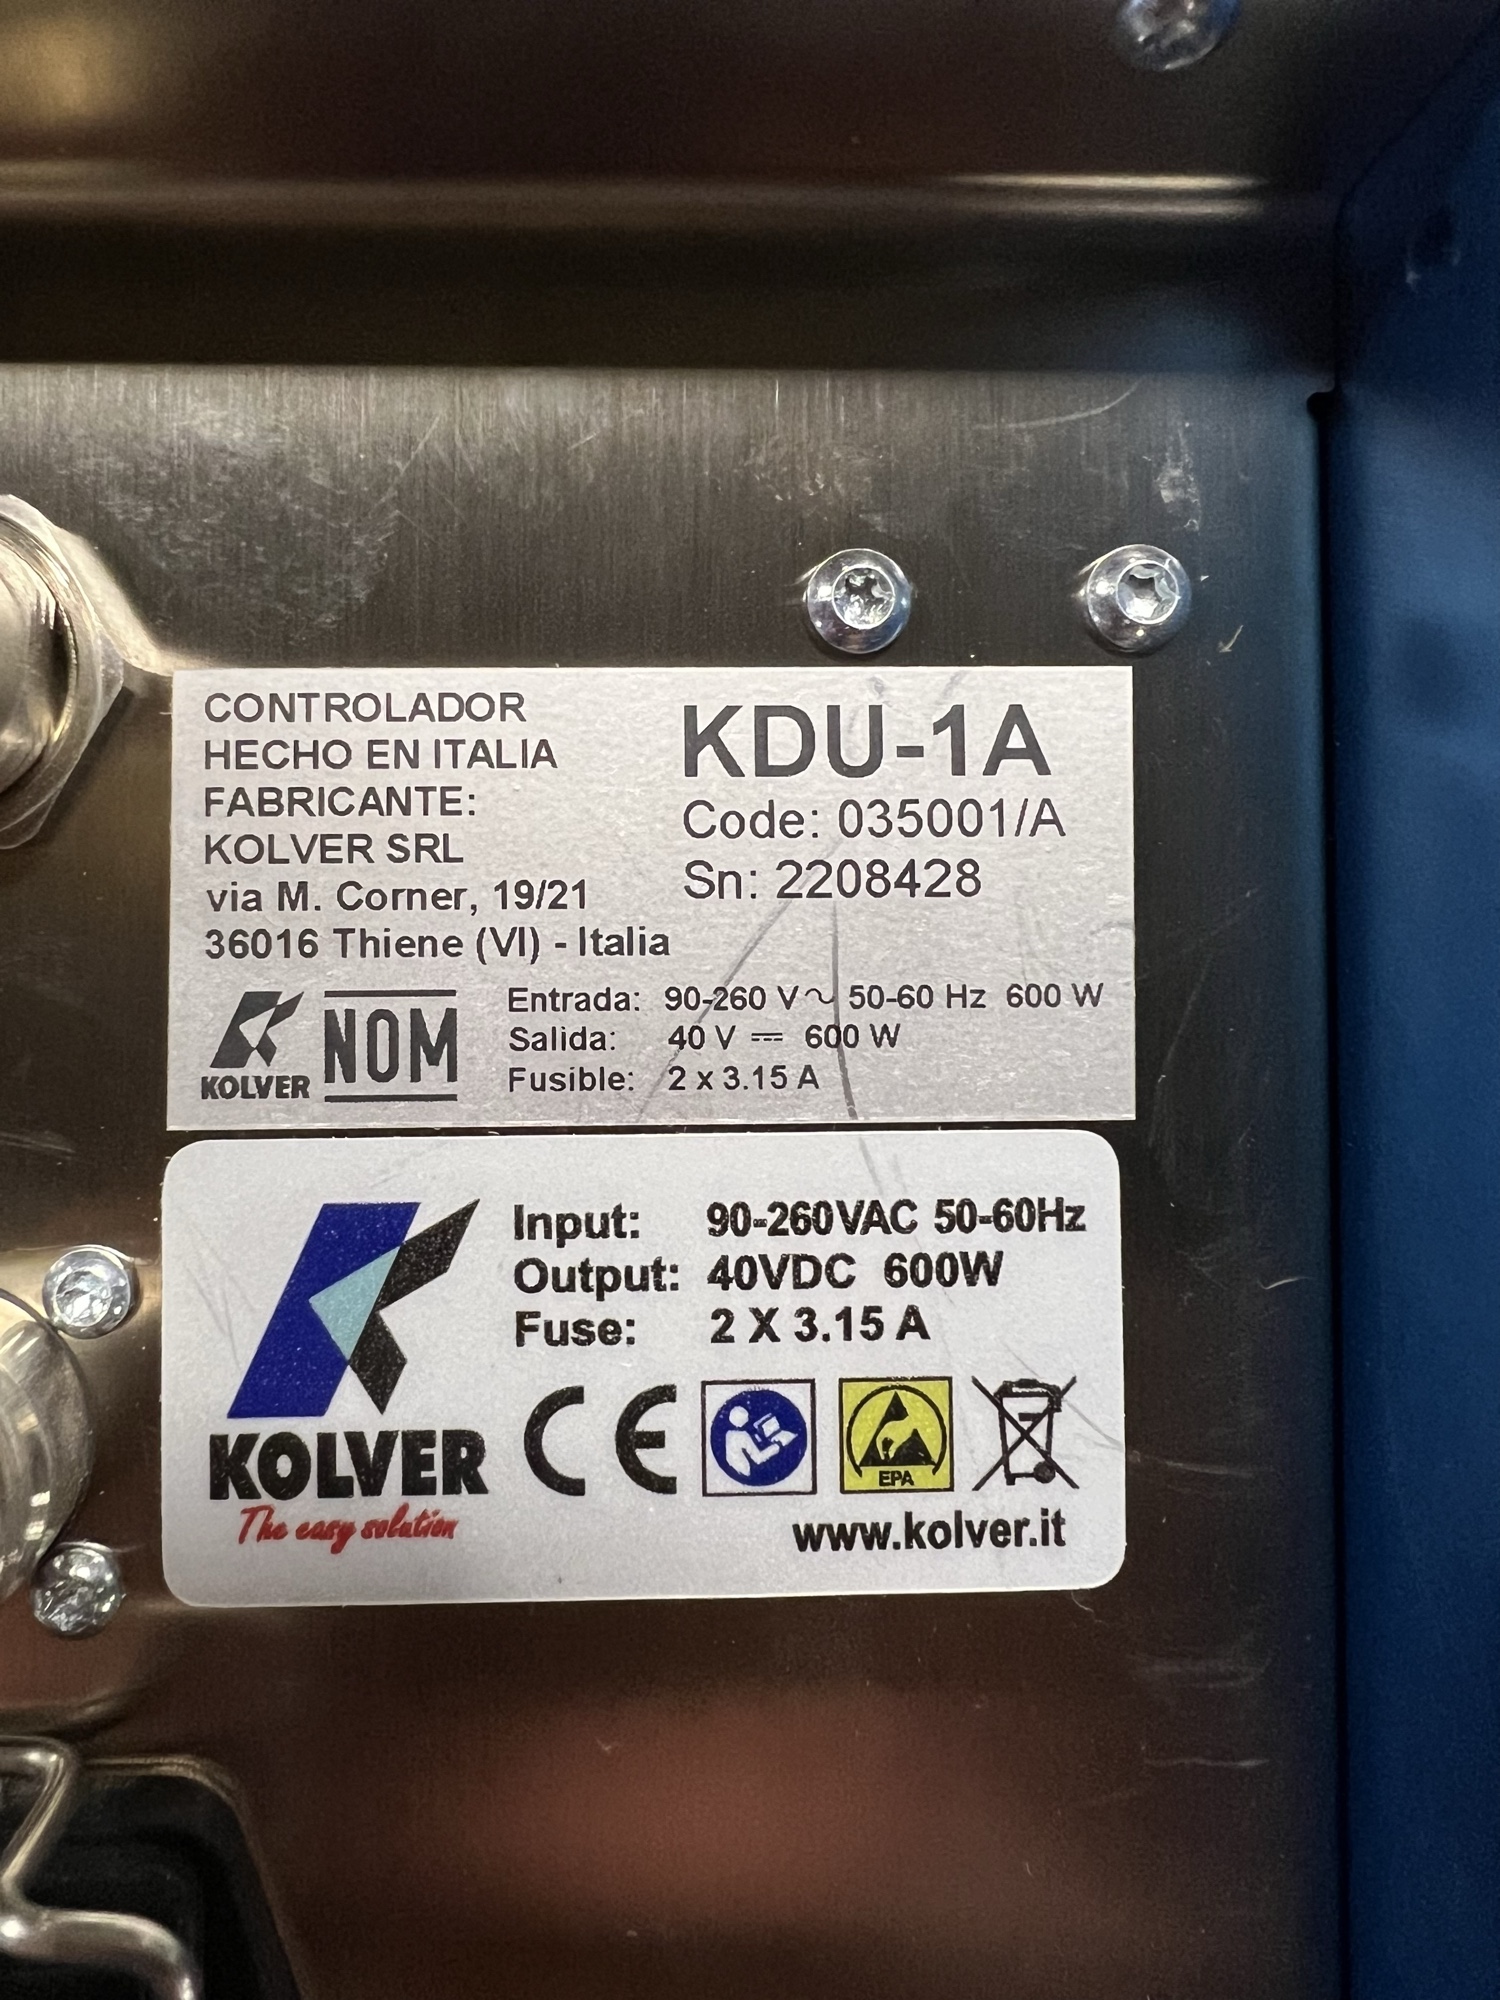 CONTROLADOR
HECHO EN ITALIA
FABRICANTE:
KOLVER SRL
via M. Corner, 19/21
36016 Thiene (VI) - Italia
KDU-1A
Code: 035001/A
Sn: 2208428
KOLVER
NOM
Entrada: 90-260 V~ 50-60 Hz 600 W
Salida: 40 V ⎓ 600 W
Fusible: 2 x 3.15 A
Input: 90-260VAC 50-60Hz
Output: 40VDC 600W
Fuse: 2 X 3.15 A
KOLVER
The easy solution
CE
EPA
www.kolver.it